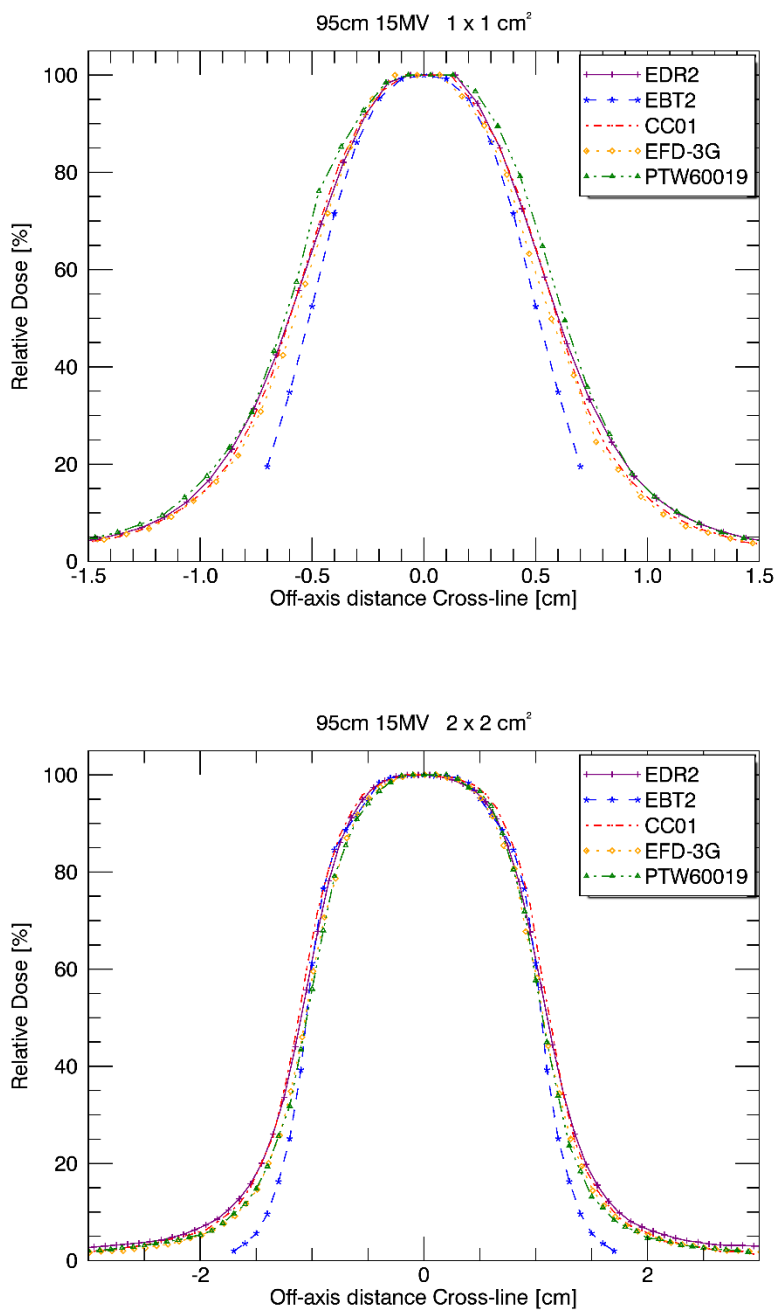 95cm 15MV 1 x 1 cm²
EDR2
EBT2
CC01
EFD-3G
PTW60019
Relative Dose [%]
100
80
60
40
20
0
-1.5 -1.0 -0.5 0.0 0.5 1.0 1.5
Off-axis distance Cross-line [cm]
95cm 15MV 2 x 2 cm²
EDR2
EBT2
CC01
EFD-3G
PTW60019
Relative Dose [%]
100
80
60
40
20
0
-2 0 2
Off-axis distance Cross-line [cm]